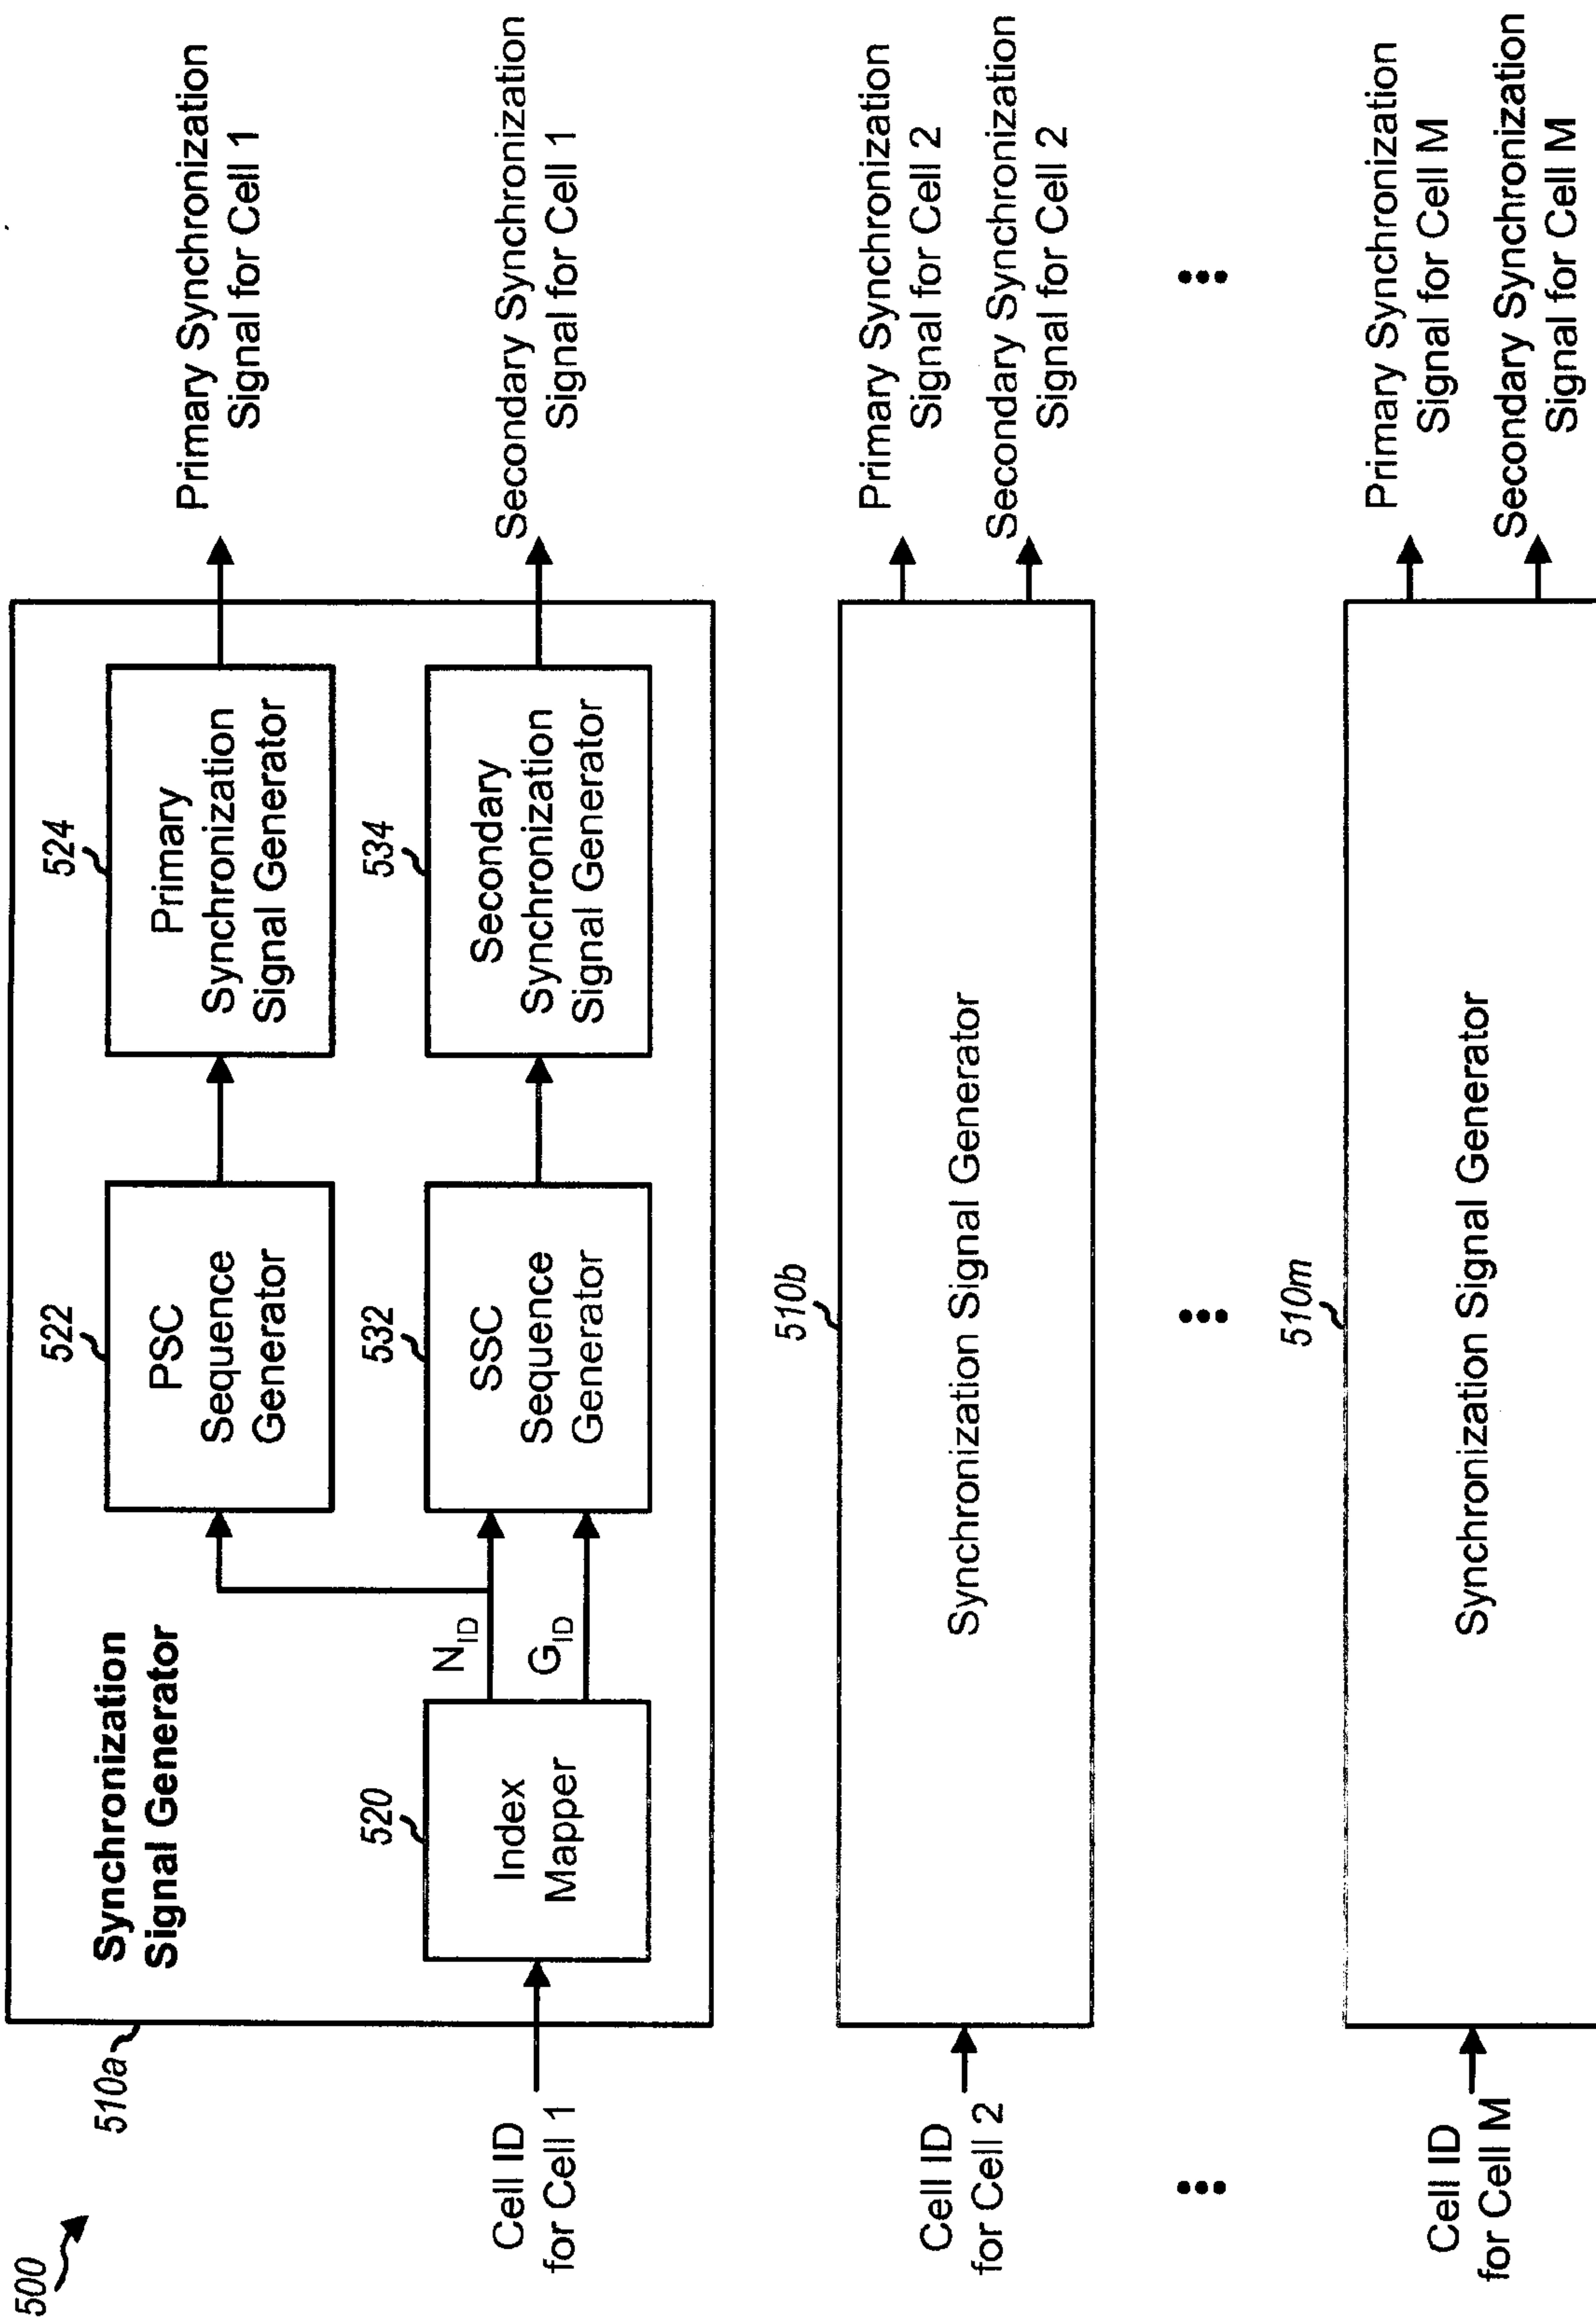 500
510a
Synchronization
Signal Generator
Cell ID
for Cell 1
520
Index
Mapper
N_ID
G_ID
522
PSC
Sequence
Generator
524
Primary
Synchronization
Signal Generator
Primary Synchronization
Signal for Cell 1
532
SSC
Sequence
Generator
534
Secondary
Synchronization
Signal Generator
Secondary Synchronization
Signal for Cell 1
510b
Cell ID
for Cell 2
Synchronization Signal Generator
Primary Synchronization
Signal for Cell 2
Secondary Synchronization
Signal for Cell 2
510m
Cell ID
for Cell M
Synchronization Signal Generator
Primary Synchronization
Signal for Cell M
Secondary Synchronization
Signal for Cell M